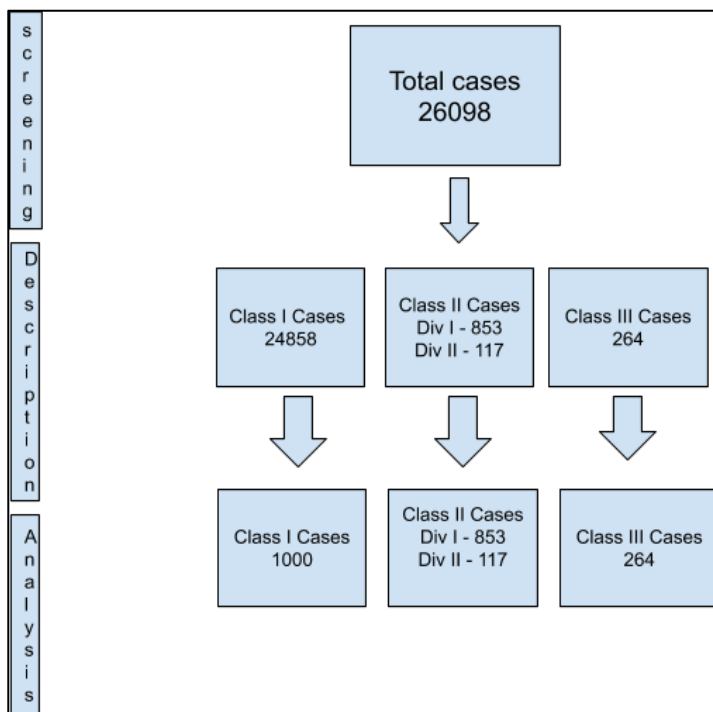 screening
Total cases
26098
Description
Class I Cases
24858
Class II Cases
Div I - 853
Div II - 117
Class III Cases
264
Class I Cases
1000
Class II Cases
Div I - 853
Div II - 117
Class III Cases
264
Analysis